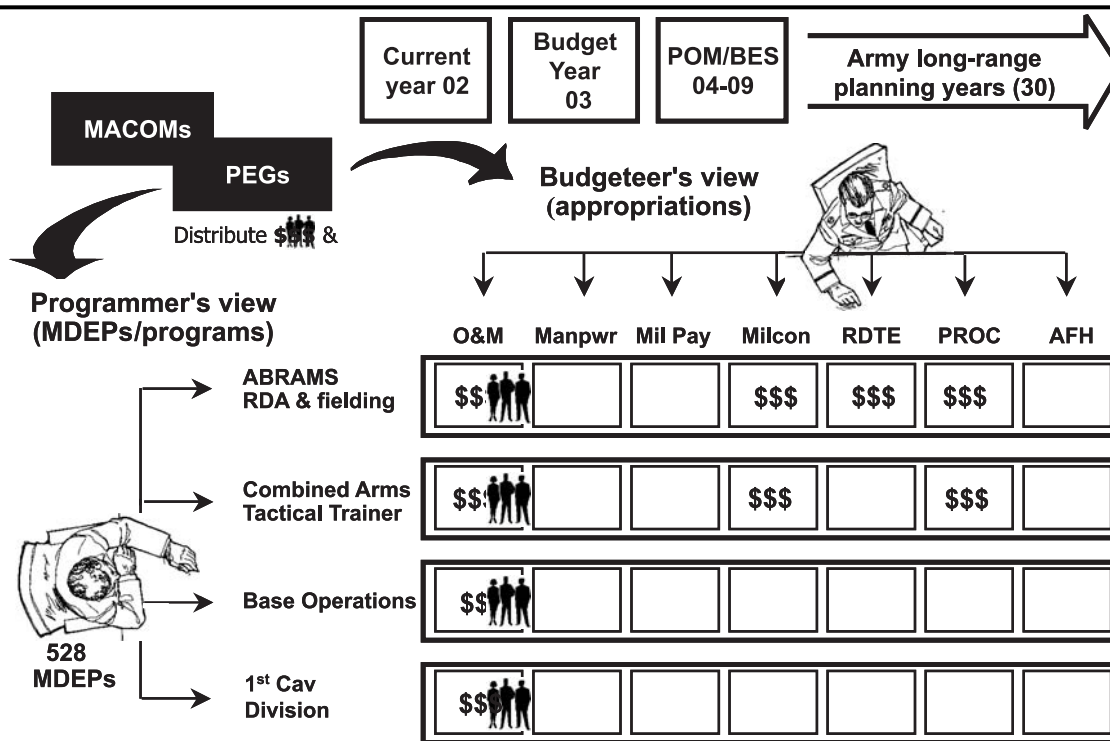 Current
year 02
Budget
Year
03
POM/BES
04-09
Army long-range
planning years (30)
MACOMs
PEGs
Distribute $$$ &
Budgeteer's view
(appropriations)
Programmer's view
(MDEPs/programs)
O&M Manpwr Mil Pay Milcon RDTE PROC AFH
ABRAMS
RDA & fielding
$$$ $$$ $$$ $$$
Combined Arms
Tactical Trainer
$$$ $$$ $$$
Base Operations
$$
528
MDEPs
1st Cav
Division
$$$